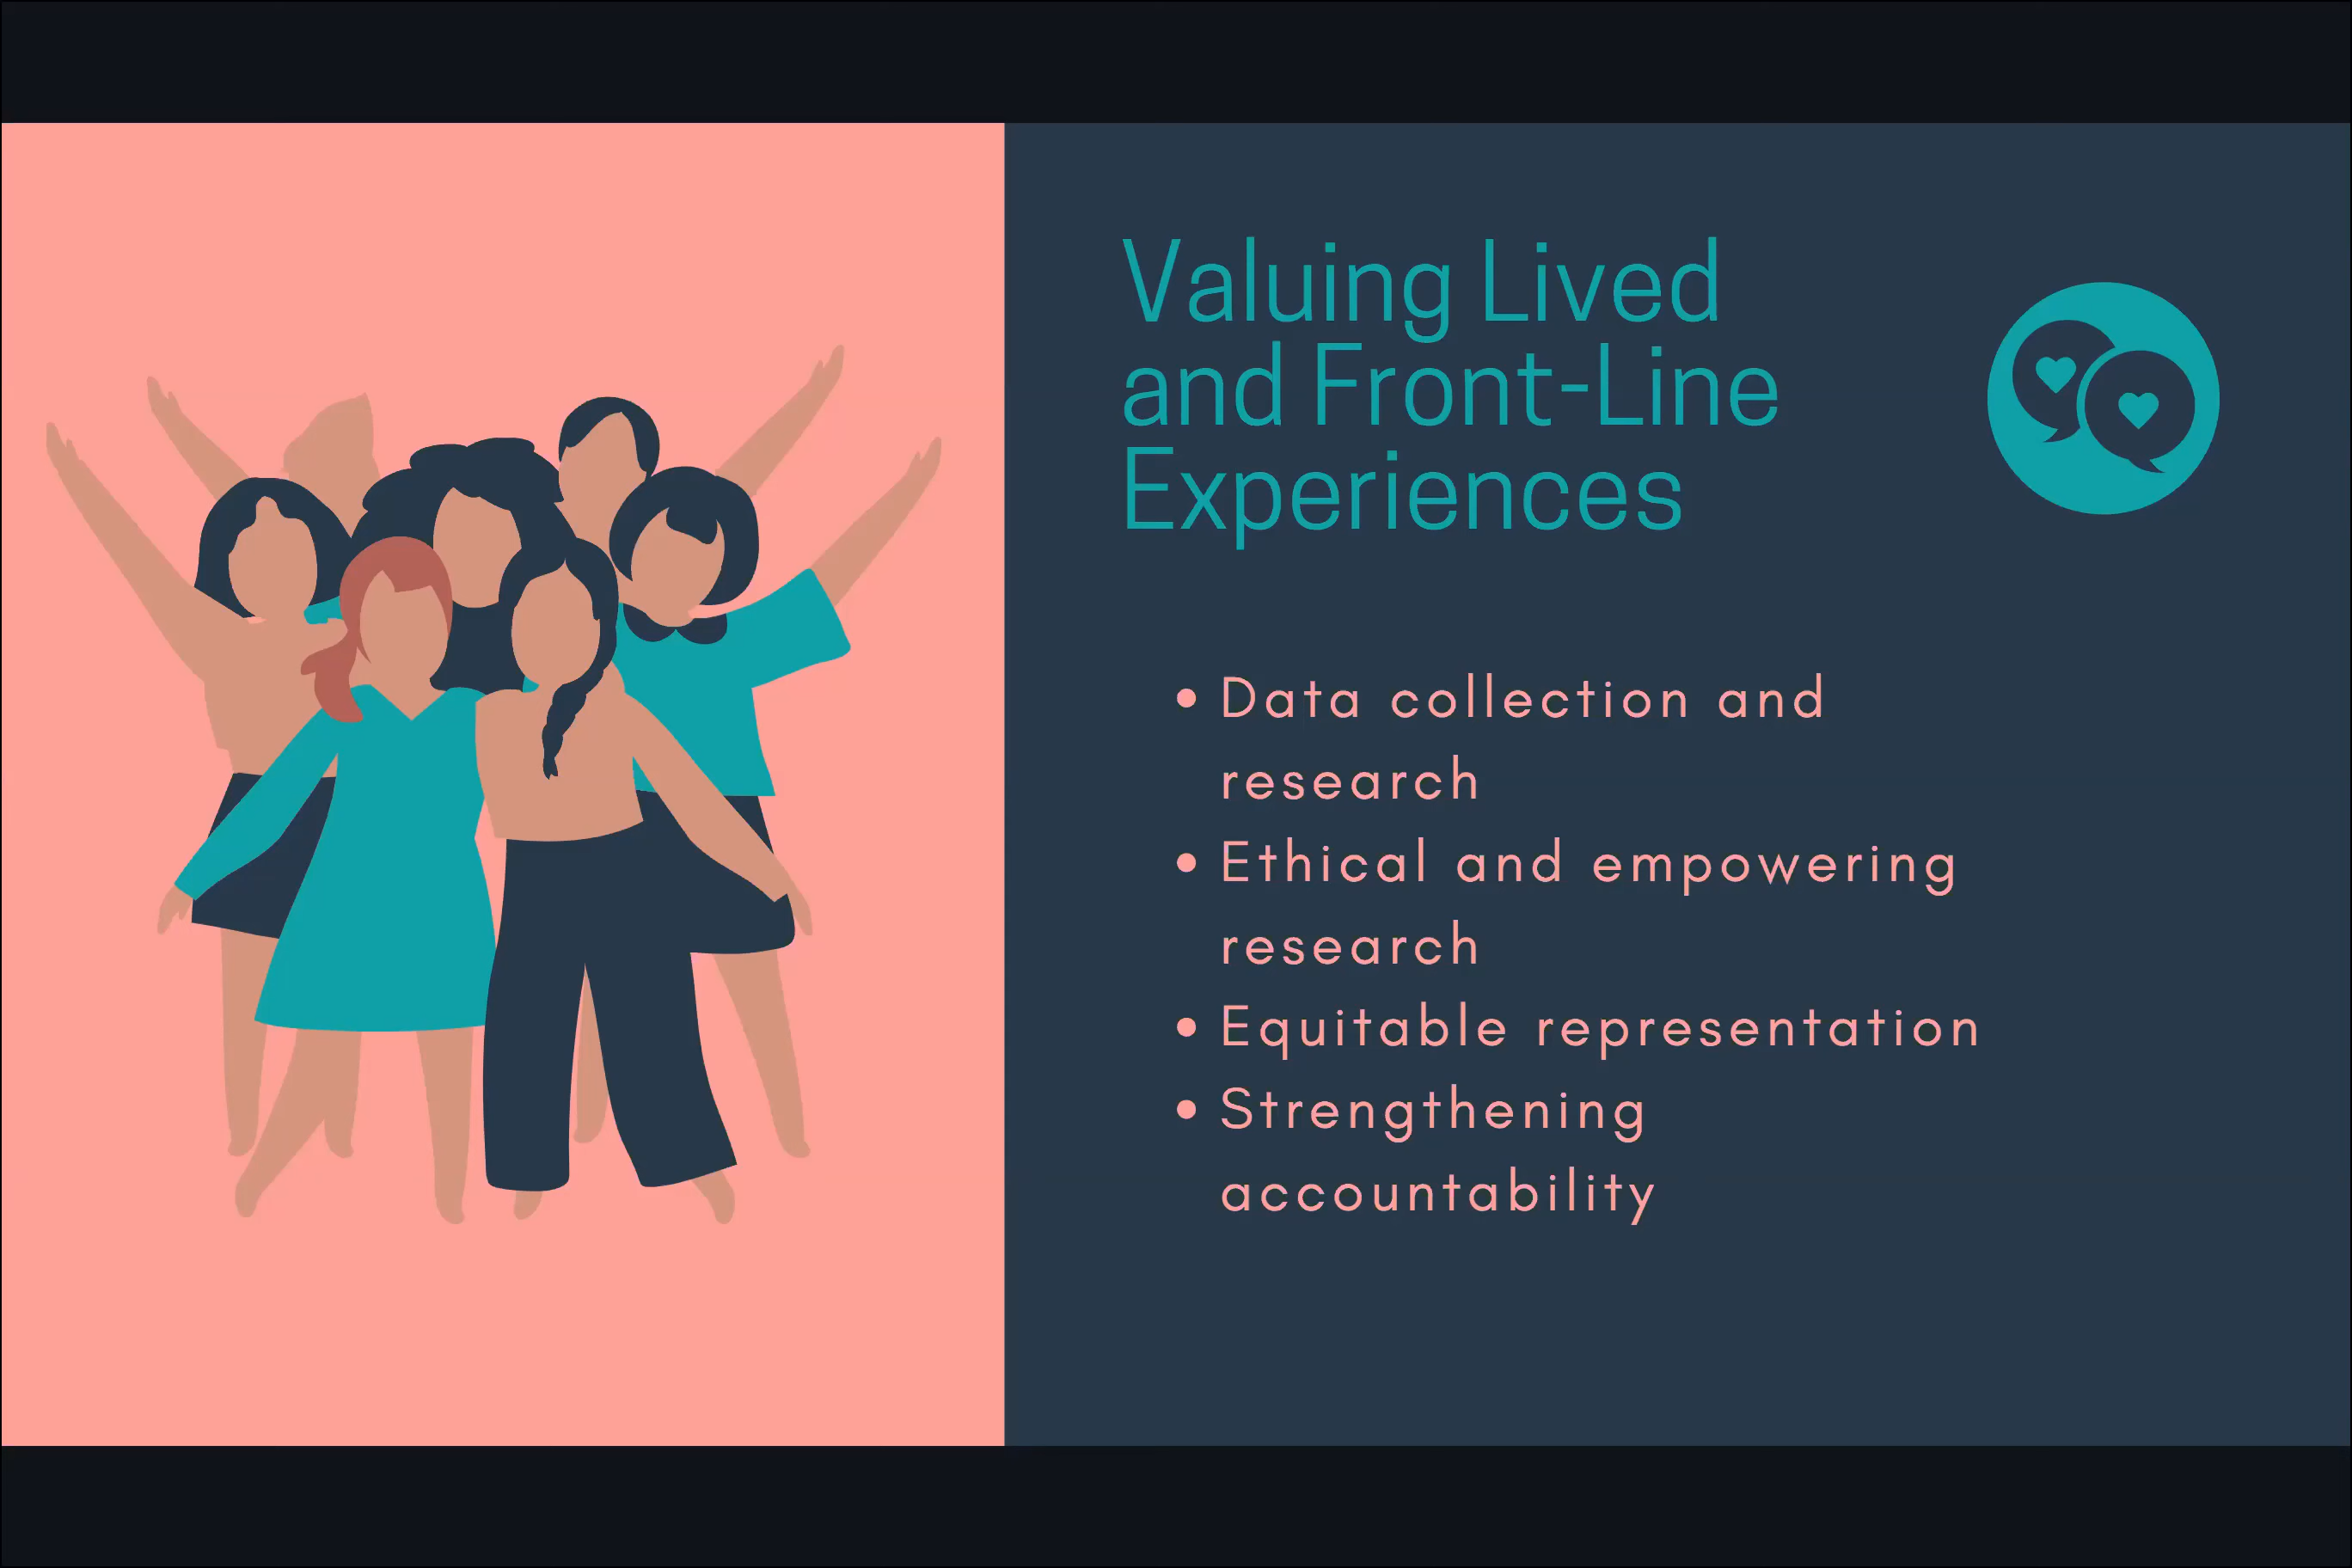 Valuing Lived
and Front-Line
Experiences
• Data collection and
research
• Ethical and empowering
research
• Equitable representation
• Strengthening
accountability